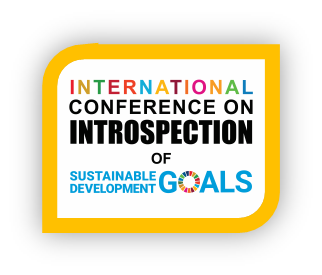 INTERNATIONAL
CONFERENCE ON
INTROSPECTION
OF
SUSTAINABLE
DEVELOPMENT GOALS